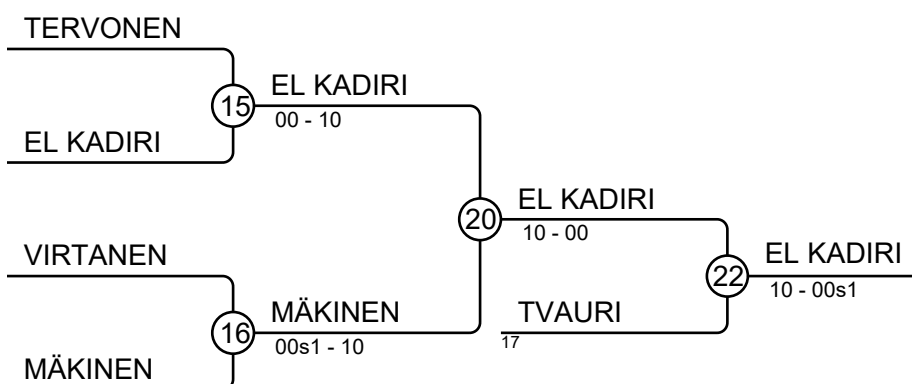 TERVONEN
15
EL KADIRI
00 - 10
EL KADIRI
20
EL KADIRI
10 - 00
VIRTANEN
22
EL KADIRI
10 - 00s1
16
MÄKINEN
00s1 - 10
TVAURI
17
MÄKINEN